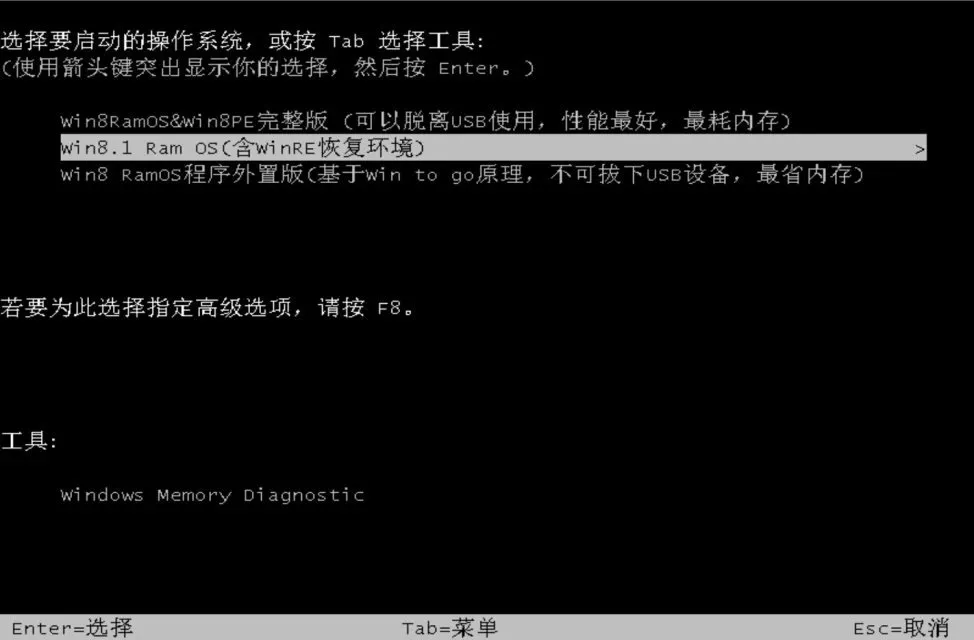 选择要启动的操作系统，或按 Tab 选择工具:
(使用箭头键突出显示你的选择，然后按 Enter。)
Win8RamOS&Win8PE完整版 (可以脱离USB使用，性能最好，最耗内存)
Win8.1 Ram OS(含WinRE恢复环境) >
Win8 RamOS程序外置版(基于Win to go原理，不可拔下USB设备，最省内存)
若要为此选择指定高级选项，请按 F8。
工具:
Windows Memory Diagnostic
Enter=选择 Tab=菜单 Esc=取消